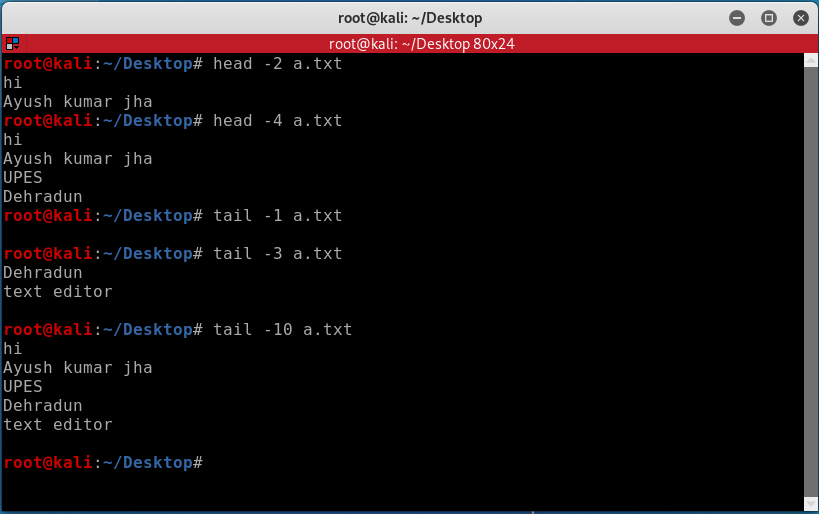 root@kali: ~/Desktop
root@kali: ~/Desktop 80x24
root@kali:~/Desktop# head -2 a.txt
hi
Ayush kumar jha
root@kali:~/Desktop# head -4 a.txt
hi
Ayush kumar jha
UPES
Dehradun
root@kali:~/Desktop# tail -1 a.txt

root@kali:~/Desktop# tail -3 a.txt
Dehradun
text editor

root@kali:~/Desktop# tail -10 a.txt
hi
Ayush kumar jha
UPES
Dehradun
text editor

root@kali:~/Desktop#